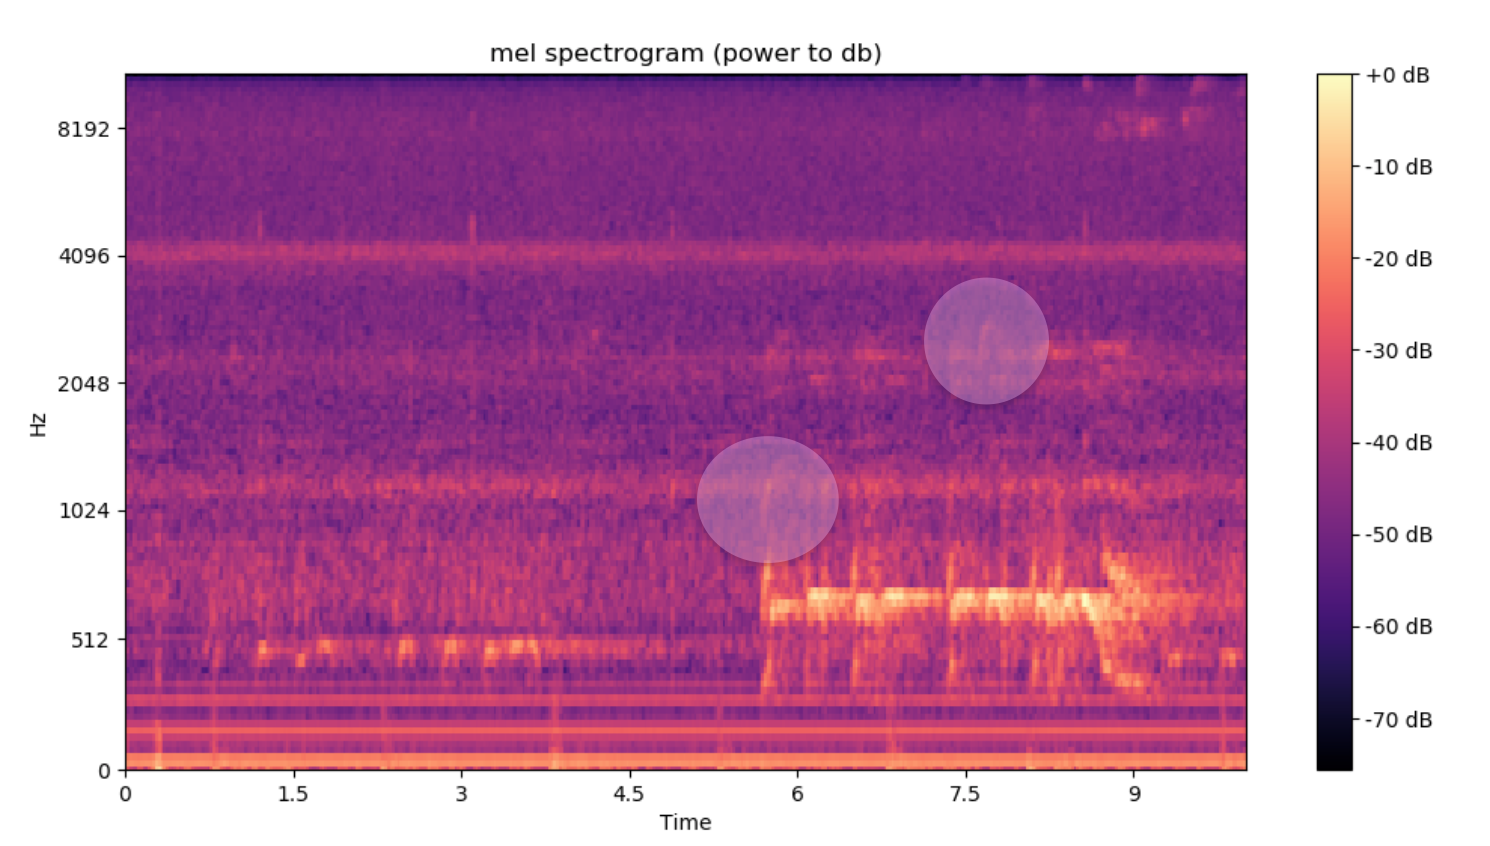 mel spectrogram (power to db)
+0 dB
8192
-10 dB
-20 dB
4096
-30 dB
2048
-40 dB
Hz
1024
-50 dB
512
-60 dB
-70 dB
0
0 1.5 3 4.5 6 7.5 9
Time